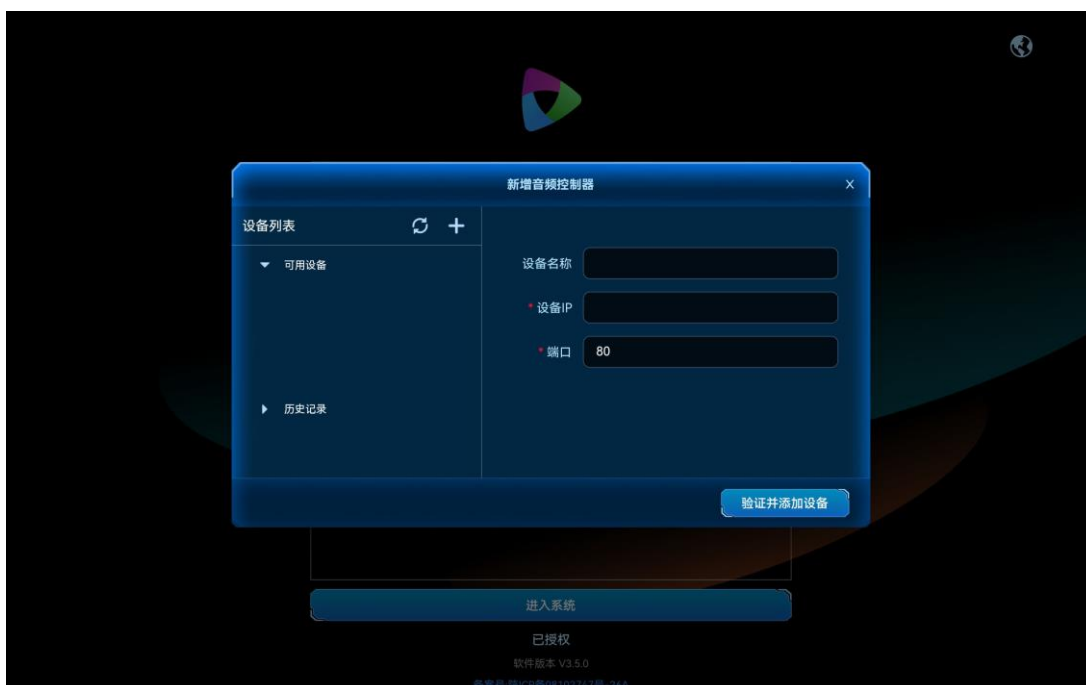 新增音频控制器
X
设备列表
可用设备
历史记录
设备名称
*设备IP
*端口 80
验证并添加设备
进入系统
已授权
软件版本 V3.5.0